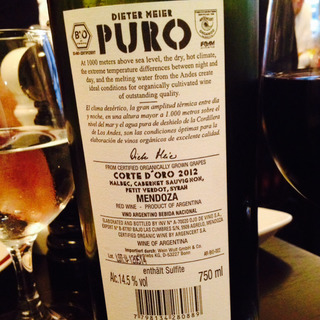 DIETER MEIER
PURO
At 1000 meters above sea level, the dry, hot climate,
the extreme temperature differences between night and
day, and the melting water from the Andes create
ideal conditions for organically cultivated wine
of outstanding quality.
El clima desértico, la gran amplitud térmica entre día
y noche, en una altura mayor a 1.000 metros sobre el
nivel del mar y el agua pura de deshielo de la Cordillera
de Los Andes, son las condiciones óptimas para la
elaboración de vinos orgánicos de excelente calidad.
FROM CERTIFIED ORGANICALLY GROWN GRAPES
CORTE D'ORO 2012
MALBEC, CABERNET SAUVIGNON,
PETIT VERDOT, SYRAH
MENDOZA
RED WINE - PRODUCT OF ARGENTINA
VINO ARGENTINO BEBIDA NACIONAL
WINE OF ARGENTINA
enthält Sulfite
Alc. 14,5 % vol
750 ml